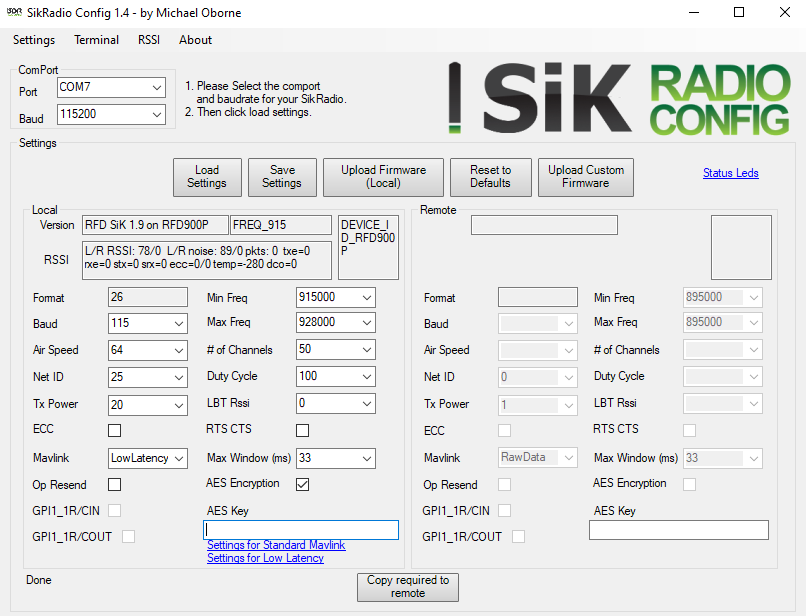 SikRadio Config 1.4 - by Michael Oborne
Settings Terminal RSSI About
ComPort
Port COM7
Baud 115200
1. Please Select the comport
and baudrate for your SikRadio.
2. Then click load settings.
SiK RADIO CONFIG
Settings
Load Settings
Save Settings
Upload Firmware (Local)
Reset to Defaults
Upload Custom Firmware
Status Leds
Local
Version RFD SiK 1.9 on RFD900P FREQ_915
DEVICE_I
D_RFD900
P
RSSI
L/R RSSI: 78/0 L/R noise: 89/0 pkts: 0 txe=0
rxe=0 stx=0 srx=0 ecc=0/0 temp=-280 dco=0
Format 26 Min Freq 915000
Baud 115 Max Freq 928000
Air Speed 64 # of Channels 50
Net ID 25 Duty Cycle 100
Tx Power 20 LBT Rssi 0
ECC RTS CTS
Mavlink LowLatency Max Window (ms) 33
Op Resend AES Encryption
GPI1_1R/CIN AES Key
GPI1_1R/COUT
Settings for Standard Mavlink
Settings for Low Latency
Remote
Format Min Freq 895000
Baud Max Freq 895000
Air Speed # of Channels
Net ID 0 Duty Cycle
Tx Power 1 LBT Rssi
ECC RTS CTS
Mavlink RawData Max Window (ms) 33
Op Resend AES Encryption
GPI1_1R/CIN AES Key
GPI1_1R/COUT
Done
Copy required to
remote